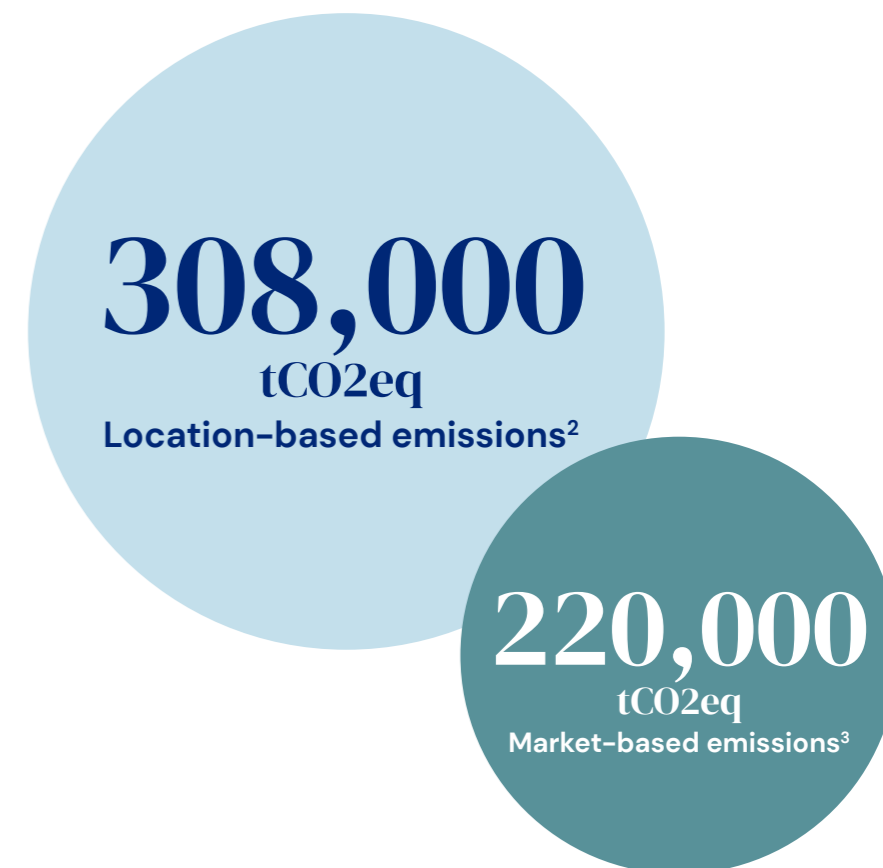 308,000
tCO2eq
Location-based emissions²
220,000
tCO2eq
Market-based emissions³